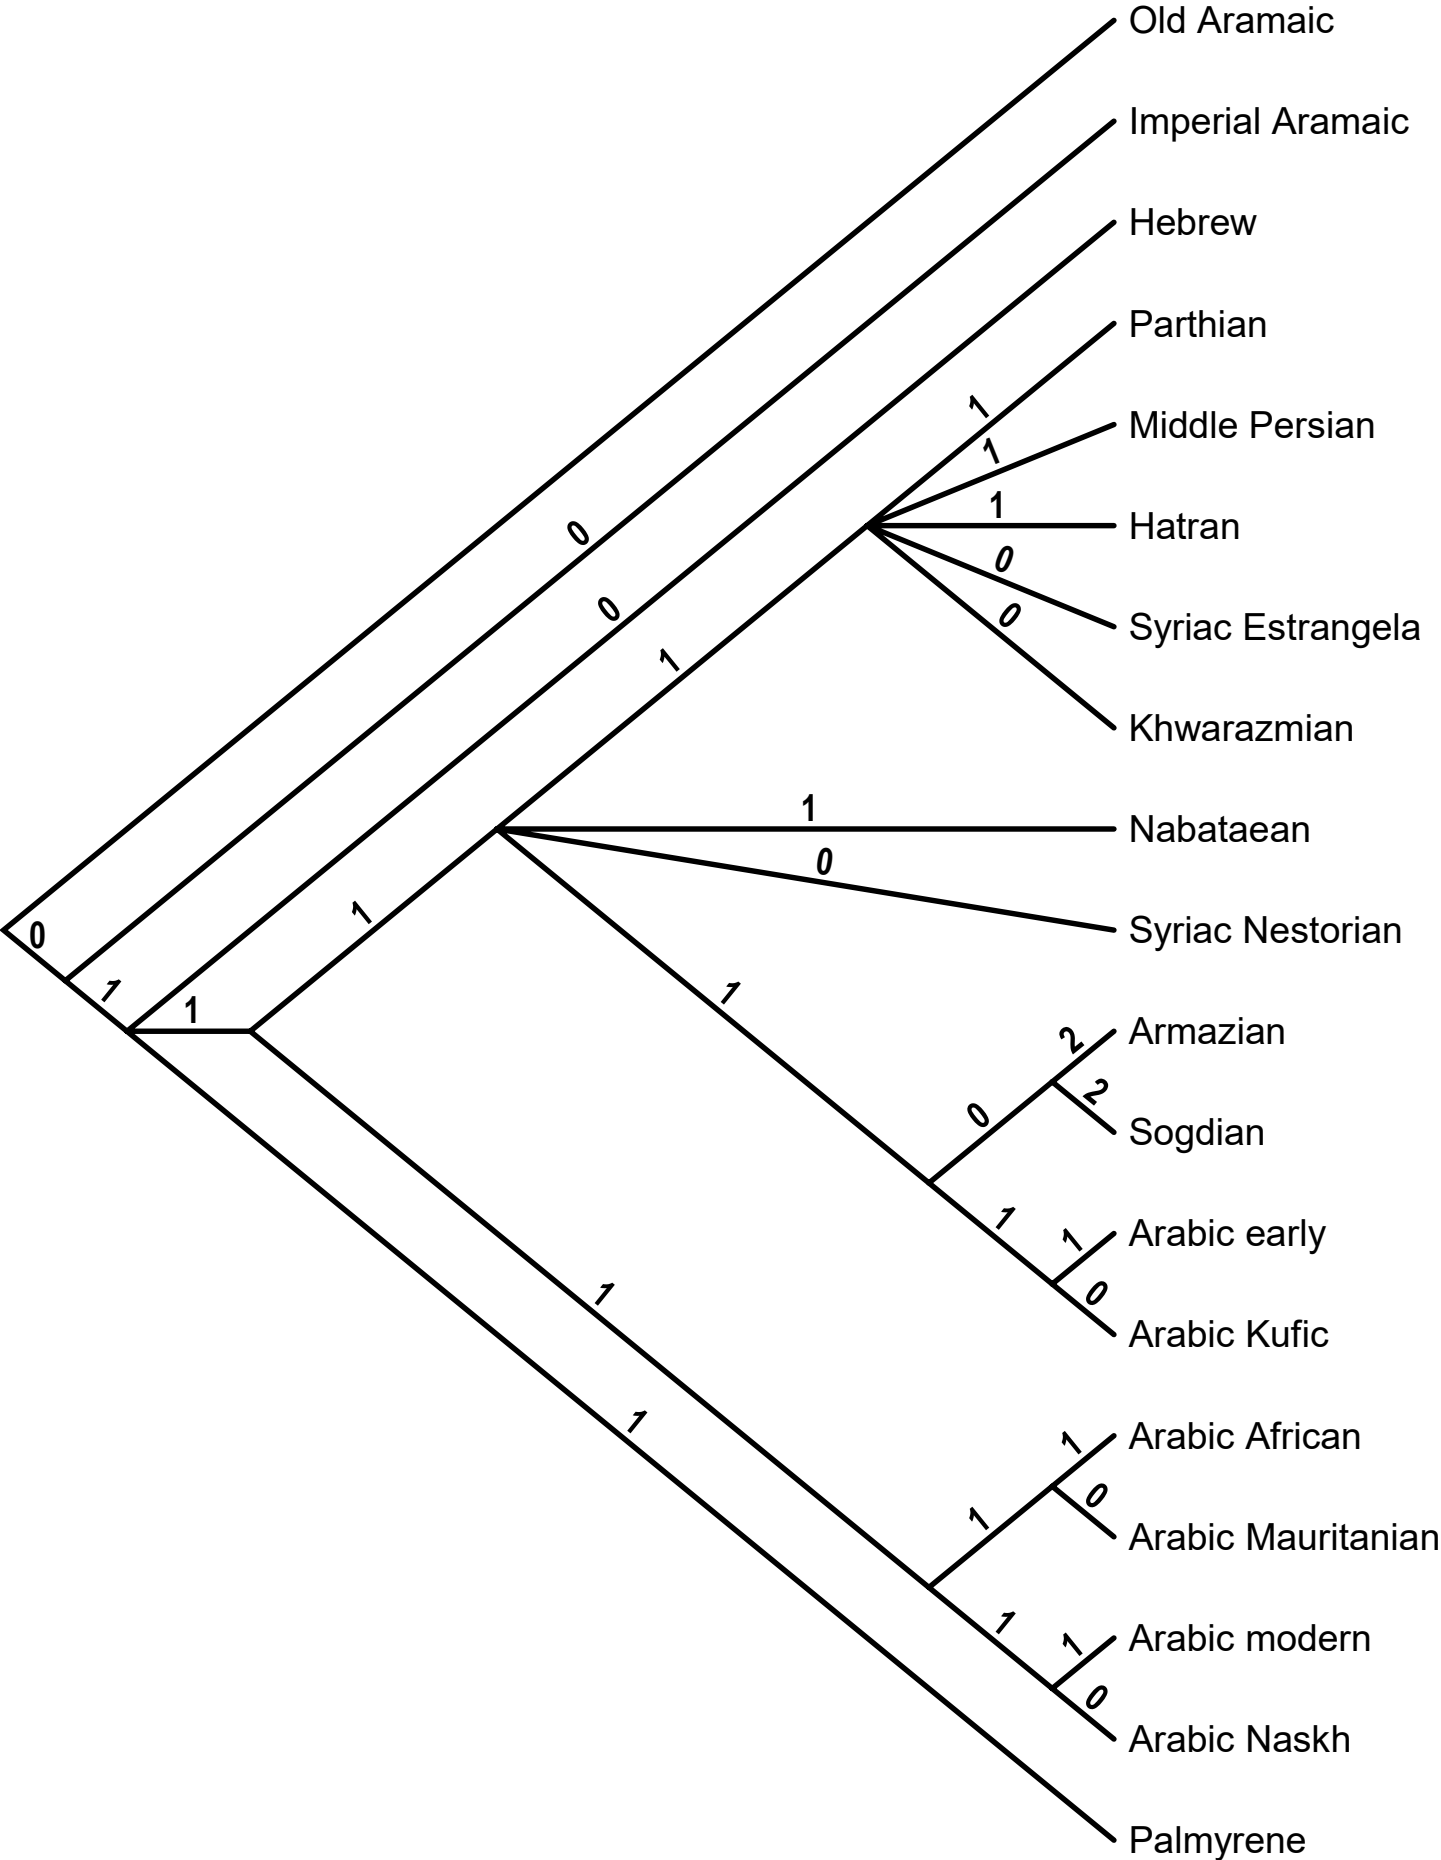 Old Aramaic
Imperial Aramaic
Hebrew
Parthian
1
Middle Persian
1
1
Hatran
0
0
0
Syriac Estrangela
0
1
Khwarazmian
1
Nabataean
0
1
Syriac Nestorian
0
1
1
1
2
Armazian
2
0
Sogdian
1
1
Arabic early
1
0
Arabic Kufic
1
1
Arabic African
0
1
Arabic Mauritanian
1
1
Arabic modern
0
Arabic Naskh
Palmyrene